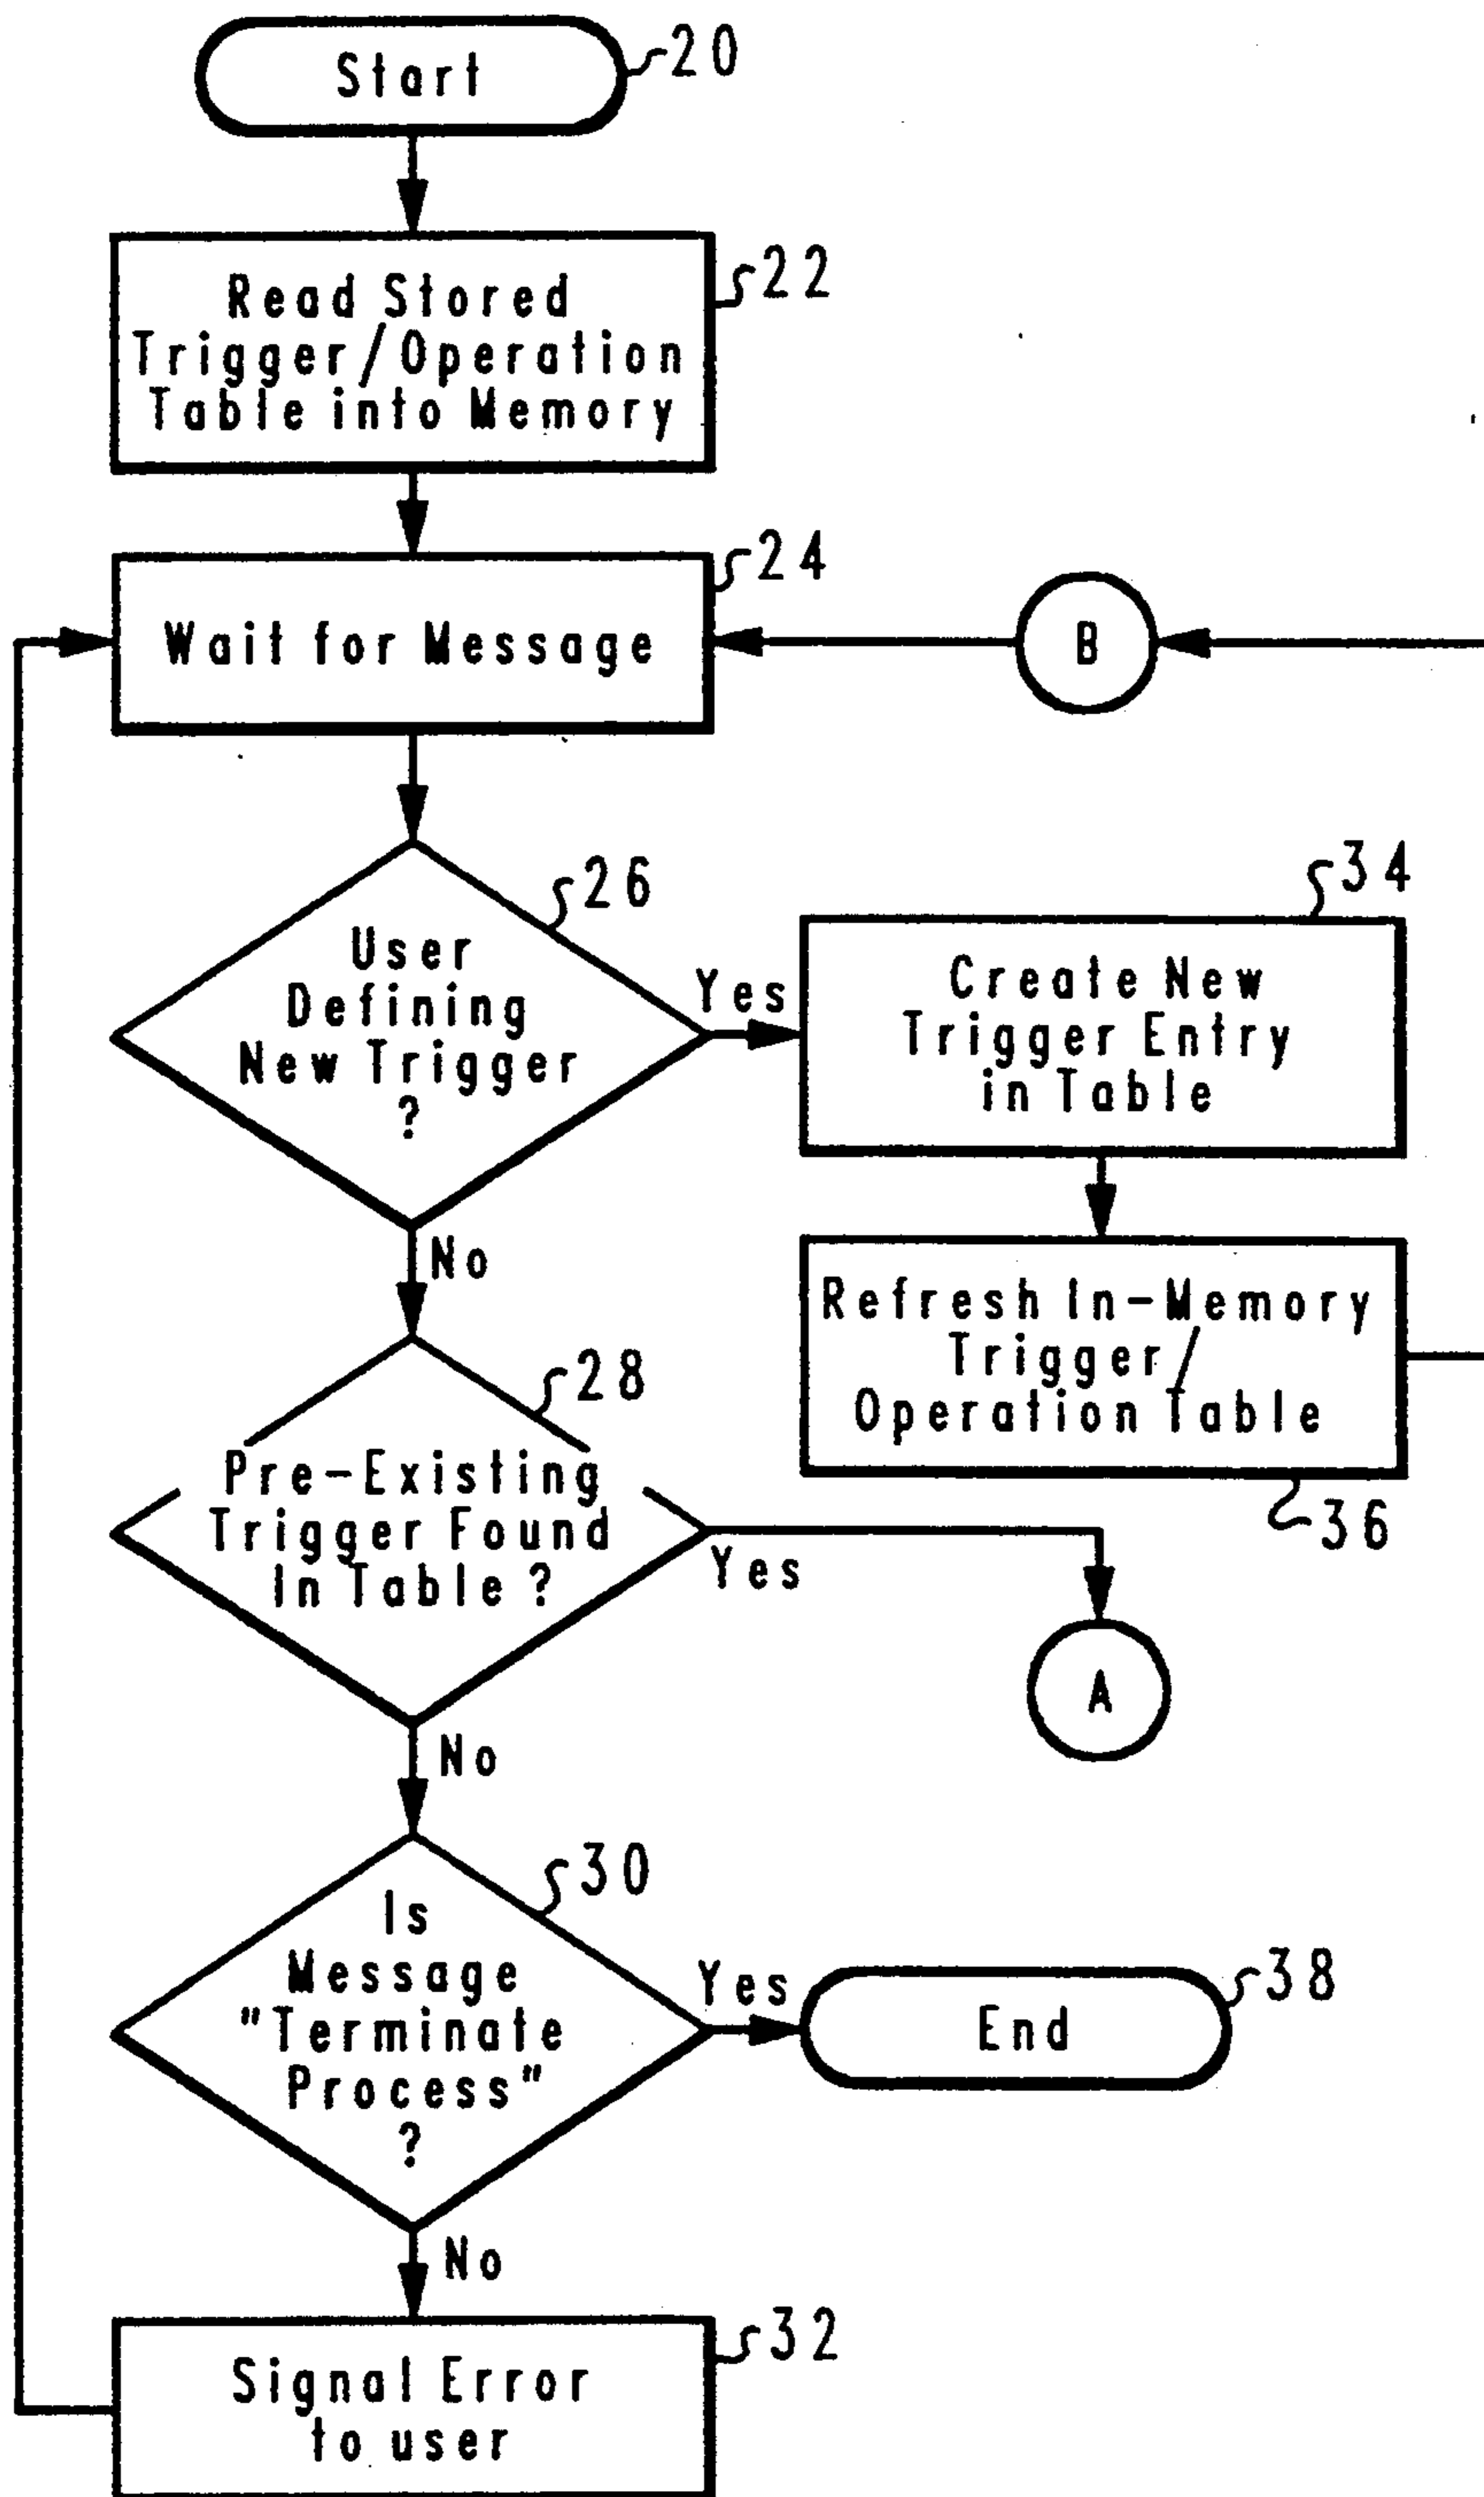 Start
20
Read Stored
Trigger/Operation
Table into Memory
22
Wait for Message
24
B
User
Defining
New Trigger
?
26
Yes
No
Create New
Trigger Entry
in Table
34
Refresh In-Memory
Trigger/
Operation Table
36
Pre-Existing
Trigger Found
In Table ?
28
Yes
No
A
Is
Message
"Terminate
Process"
?
30
Yes
No
End
38
Signal Error
to user
32